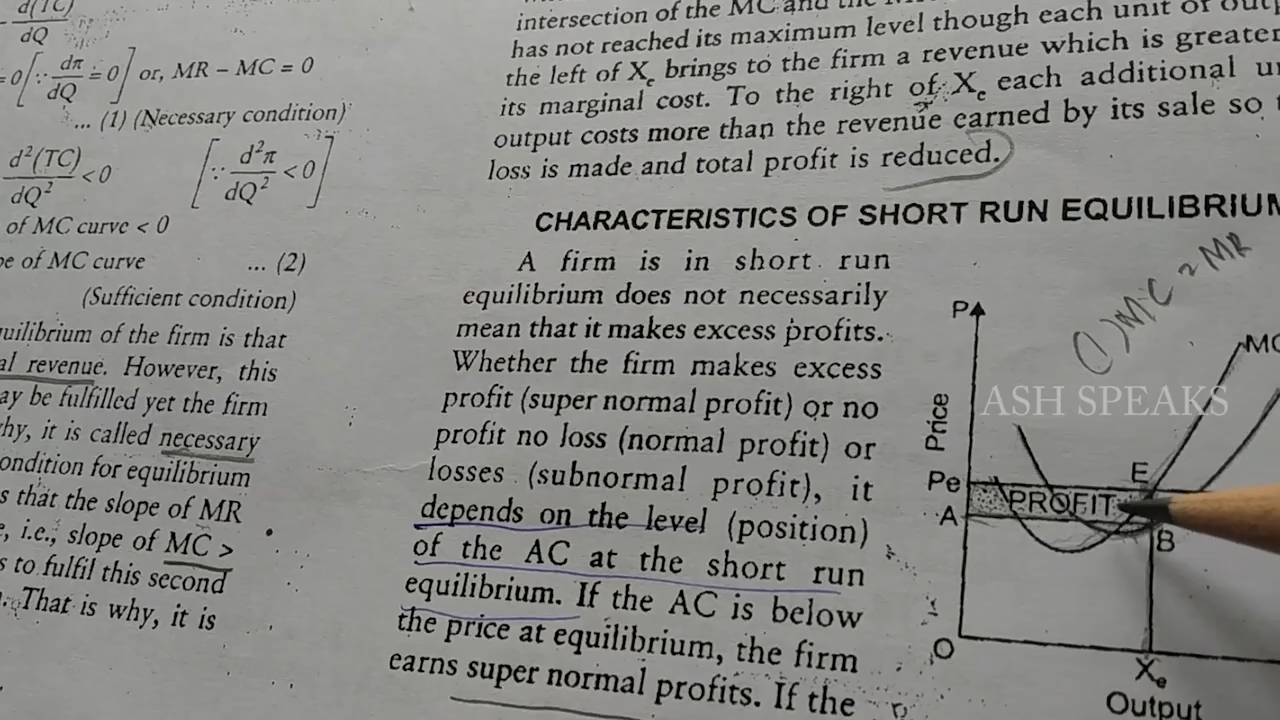 d(TC)
dQ
= 0 [∵ dπ/dQ = 0] or, MR – MC = 0
... (1) (Necessary condition)
d²(TC)/dQ² < 0 [∵ d²π/dQ² < 0]
of MC curve < 0
of MC curve ... (2)
(Sufficient condition)
equilibrium of the firm is that
revenue. However, this
be fulfilled yet the firm
it is called necessary
condition for equilibrium
that the slope of MR
i.e., slope of MC >
to fulfil this second
That is why, it is
intersection of the MC and
has not reached its maximum level though each unit of
the left of Xe brings to the firm a revenue which is greater
its marginal cost. To the right of Xe each additional
output costs more than the revenue earned by its sale so
loss is made and total profit is reduced.
CHARACTERISTICS OF SHORT RUN EQUILIBRIUM
A firm is in short run
equilibrium does not necessarily
mean that it makes excess profits.
Whether the firm makes excess
profit (super normal profit) or no
profit no loss (normal profit) or
losses (subnormal profit), it
depends on the level (position)
of the AC at the short run
equilibrium. If the AC is below
the price at equilibrium, the firm
earns super normal profits. If the
(1) MC = MR
P
MC
ASH SPEAKS
Price
E
Pe
PROFIT
A
B
O
Xe
Output